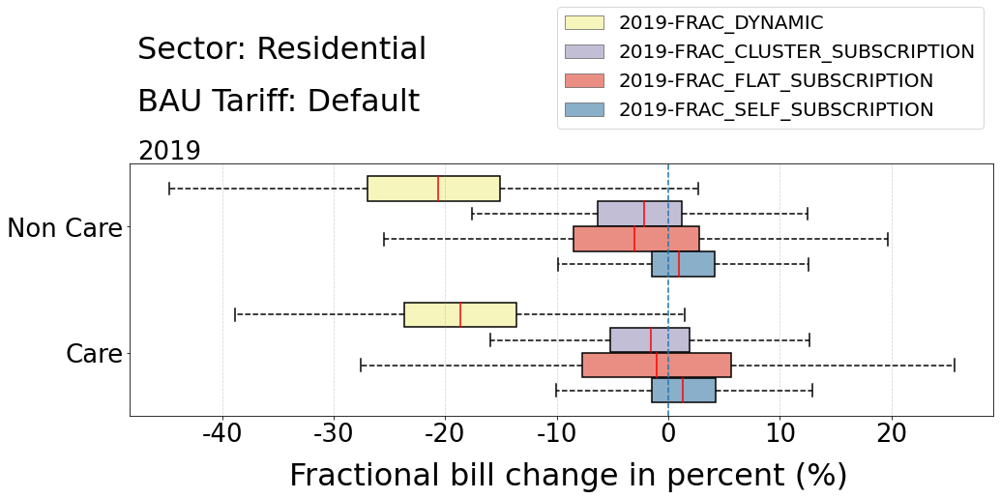 Sector: Residential
BAU Tariff: Default
2019-FRAC_DYNAMIC
2019-FRAC_CLUSTER_SUBSCRIPTION
2019-FRAC_FLAT_SUBSCRIPTION
2019-FRAC_SELF_SUBSCRIPTION
2019
Non Care
Care
-40 -30 -20 -10 0 10 20
Fractional bill change in percent (%)